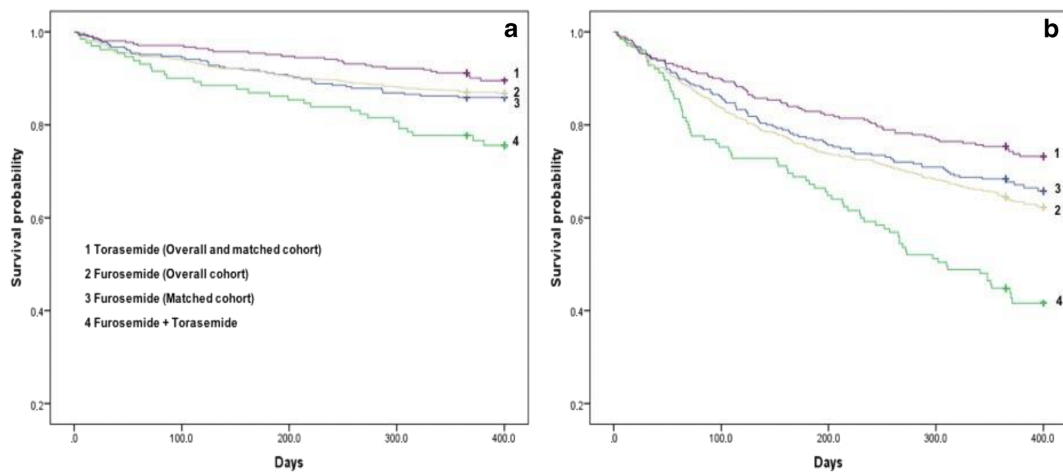 a
Survival probability
1.0
0.8
0.6
0.4
0.2
1
2
3
4
1 Torasemide (Overall and matched cohort)
2 Furosemide (Overall cohort)
3 Furosemide (Matched cohort)
4 Furosemide + Torasemide
.0 100.0 200.0 300.0 400.0
Days
b
Survival probability
1.0
0.8
0.6
0.4
0.2
1
3
2
4
.0 100.0 200.0 300.0 400.0
Days